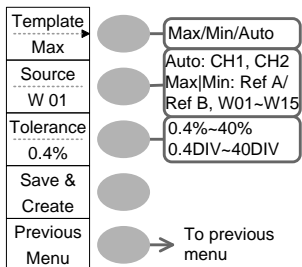 Template
Max
Max/Min/Auto
Source
W 01
Auto: CH1, CH2
Max|Min: Ref A/
Ref B, W01~W15
Tolerance
0.4%
0.4%~40%
0.4DIV~40DIV
Save &
Create
Previous
Menu
To previous
menu